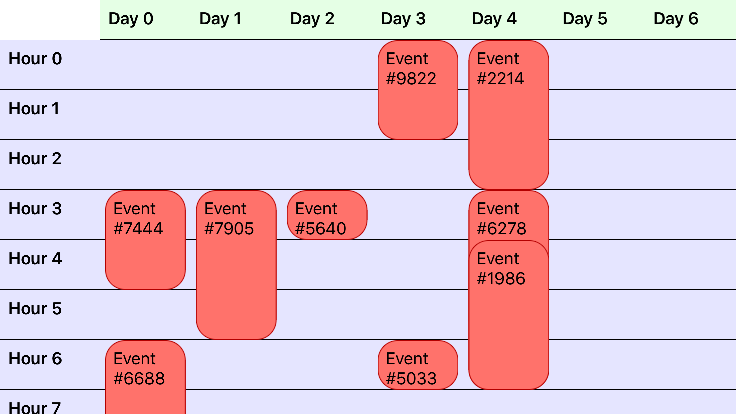 Day 0 Day 1 Day 2 Day 3 Day 4 Day 5 Day 6
Hour 0
Event
#9822
Event
#2214
Hour 1
Hour 2
Hour 3
Event
#7444
Event
#7905
Event
#5640
Event
#6278
Hour 4
Event
#1986
Hour 5
Hour 6
Event
#6688
Event
#5033
Hour 7